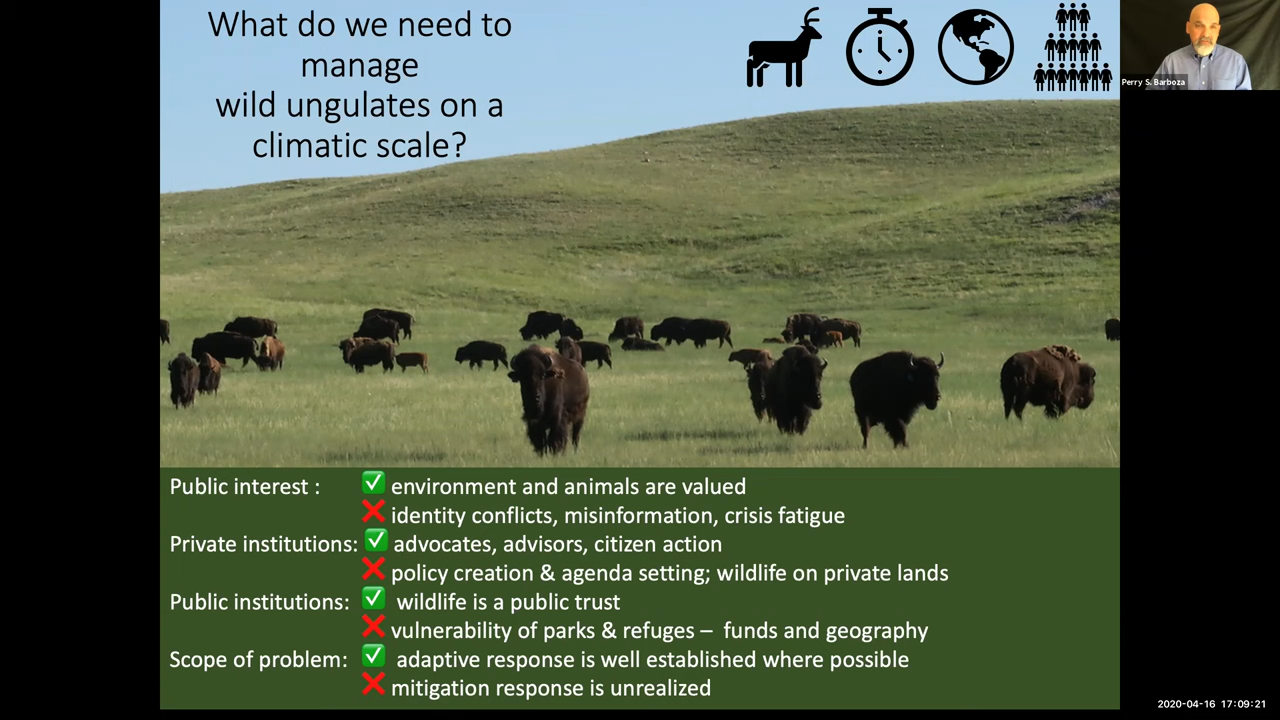 What do we need to
manage
wild ungulates on a
climatic scale?
Perry S. Barboza
Public interest : ✅ environment and animals are valued
❌ identity conflicts, misinformation, crisis fatigue
Private institutions: ✅ advocates, advisors, citizen action
❌ policy creation & agenda setting; wildlife on private lands
Public institutions: ✅ wildlife is a public trust
❌ vulnerability of parks & refuges – funds and geography
Scope of problem: ✅ adaptive response is well established where possible
❌ mitigation response is unrealized
2020-04-16 17:09:21